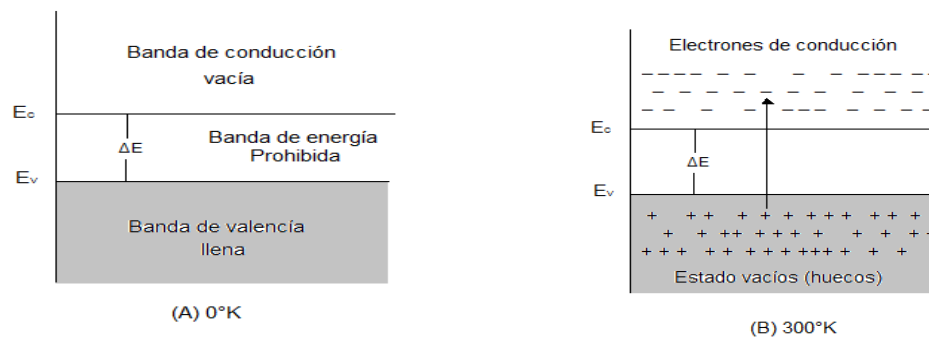 Banda de conducción
vacía
Ec
ΔE
Banda de energía
Prohibida
Ev
Banda de valencía
llena
(A) 0°K
Electrones de conducción
Ec
ΔE
Ev
Estado vacíos (huecos)
(B) 300°K